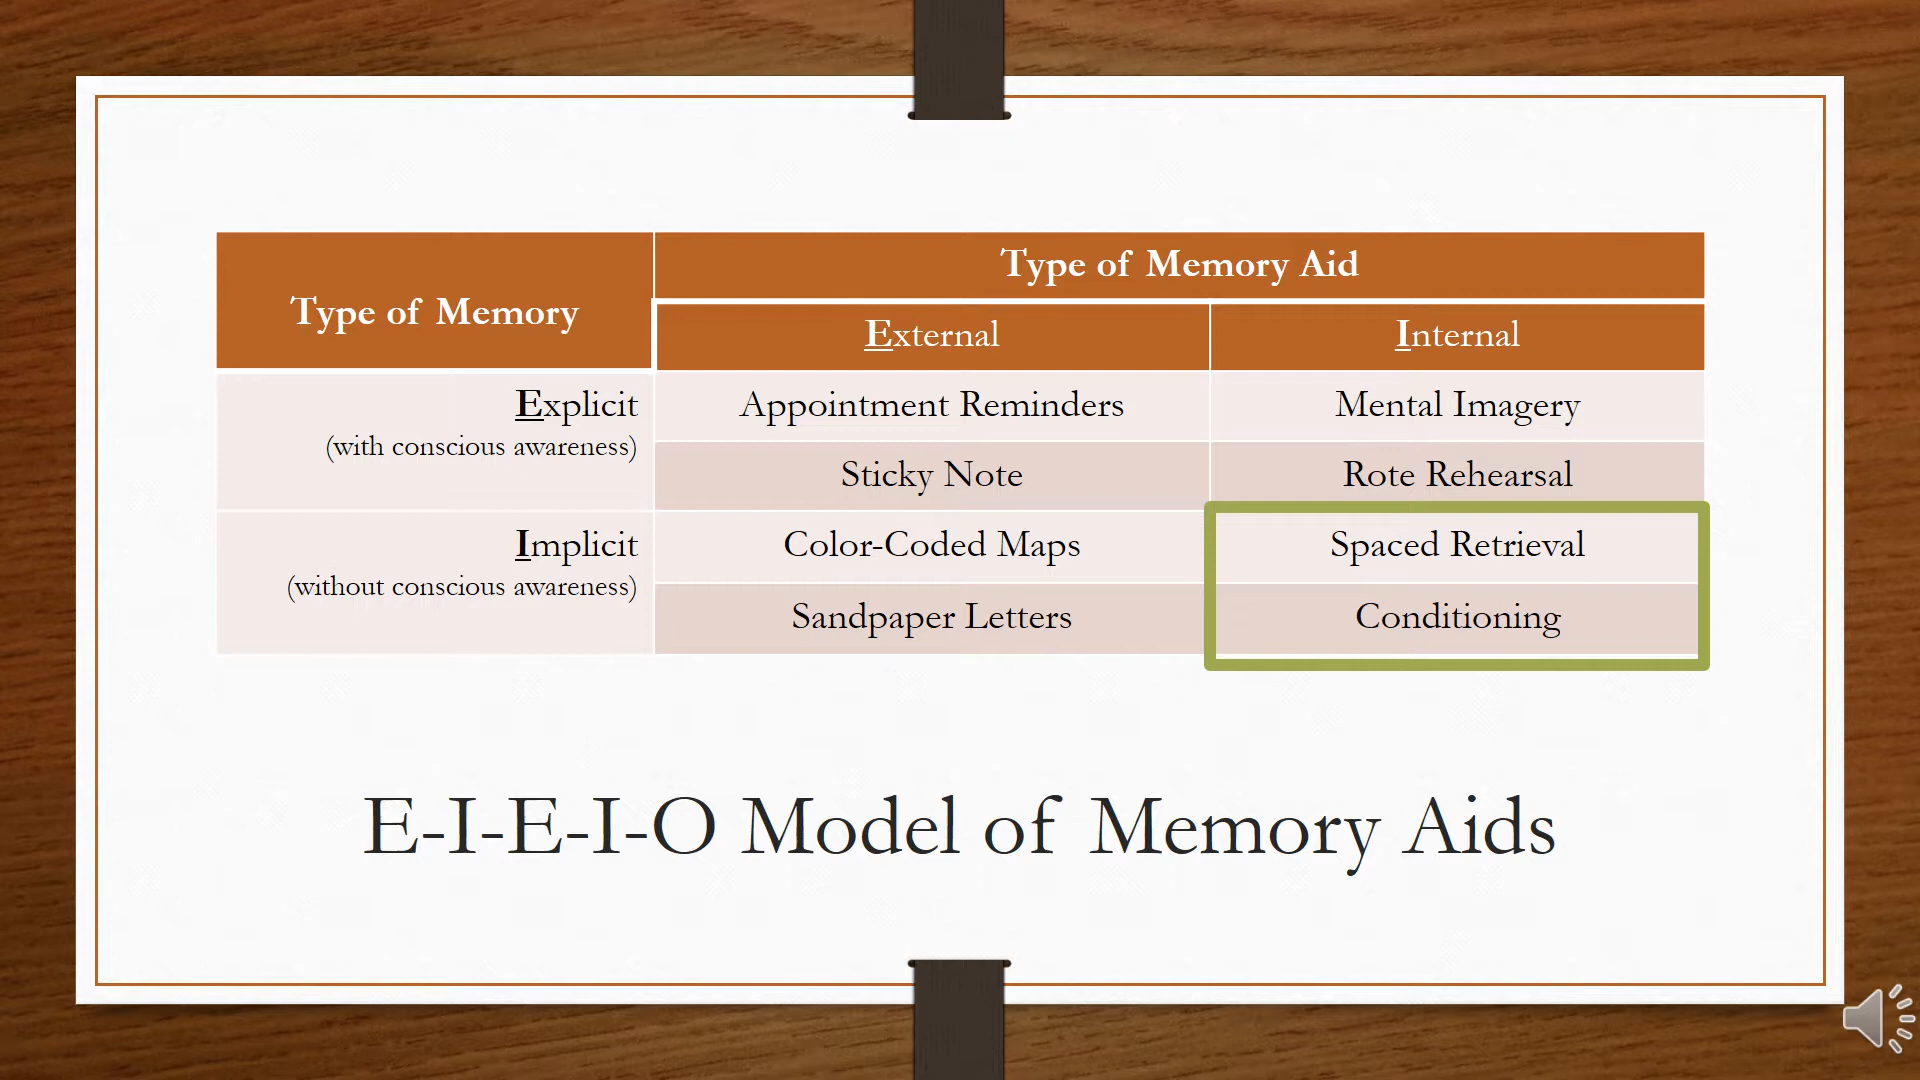 Type of Memory
Type of Memory Aid
External
Internal
Explicit
(with conscious awareness)
Appointment Reminders
Mental Imagery
Sticky Note
Rote Rehearsal
Implicit
(without conscious awareness)
Color-Coded Maps
Spaced Retrieval
Sandpaper Letters
Conditioning
E-I-E-I-O Model of Memory Aids